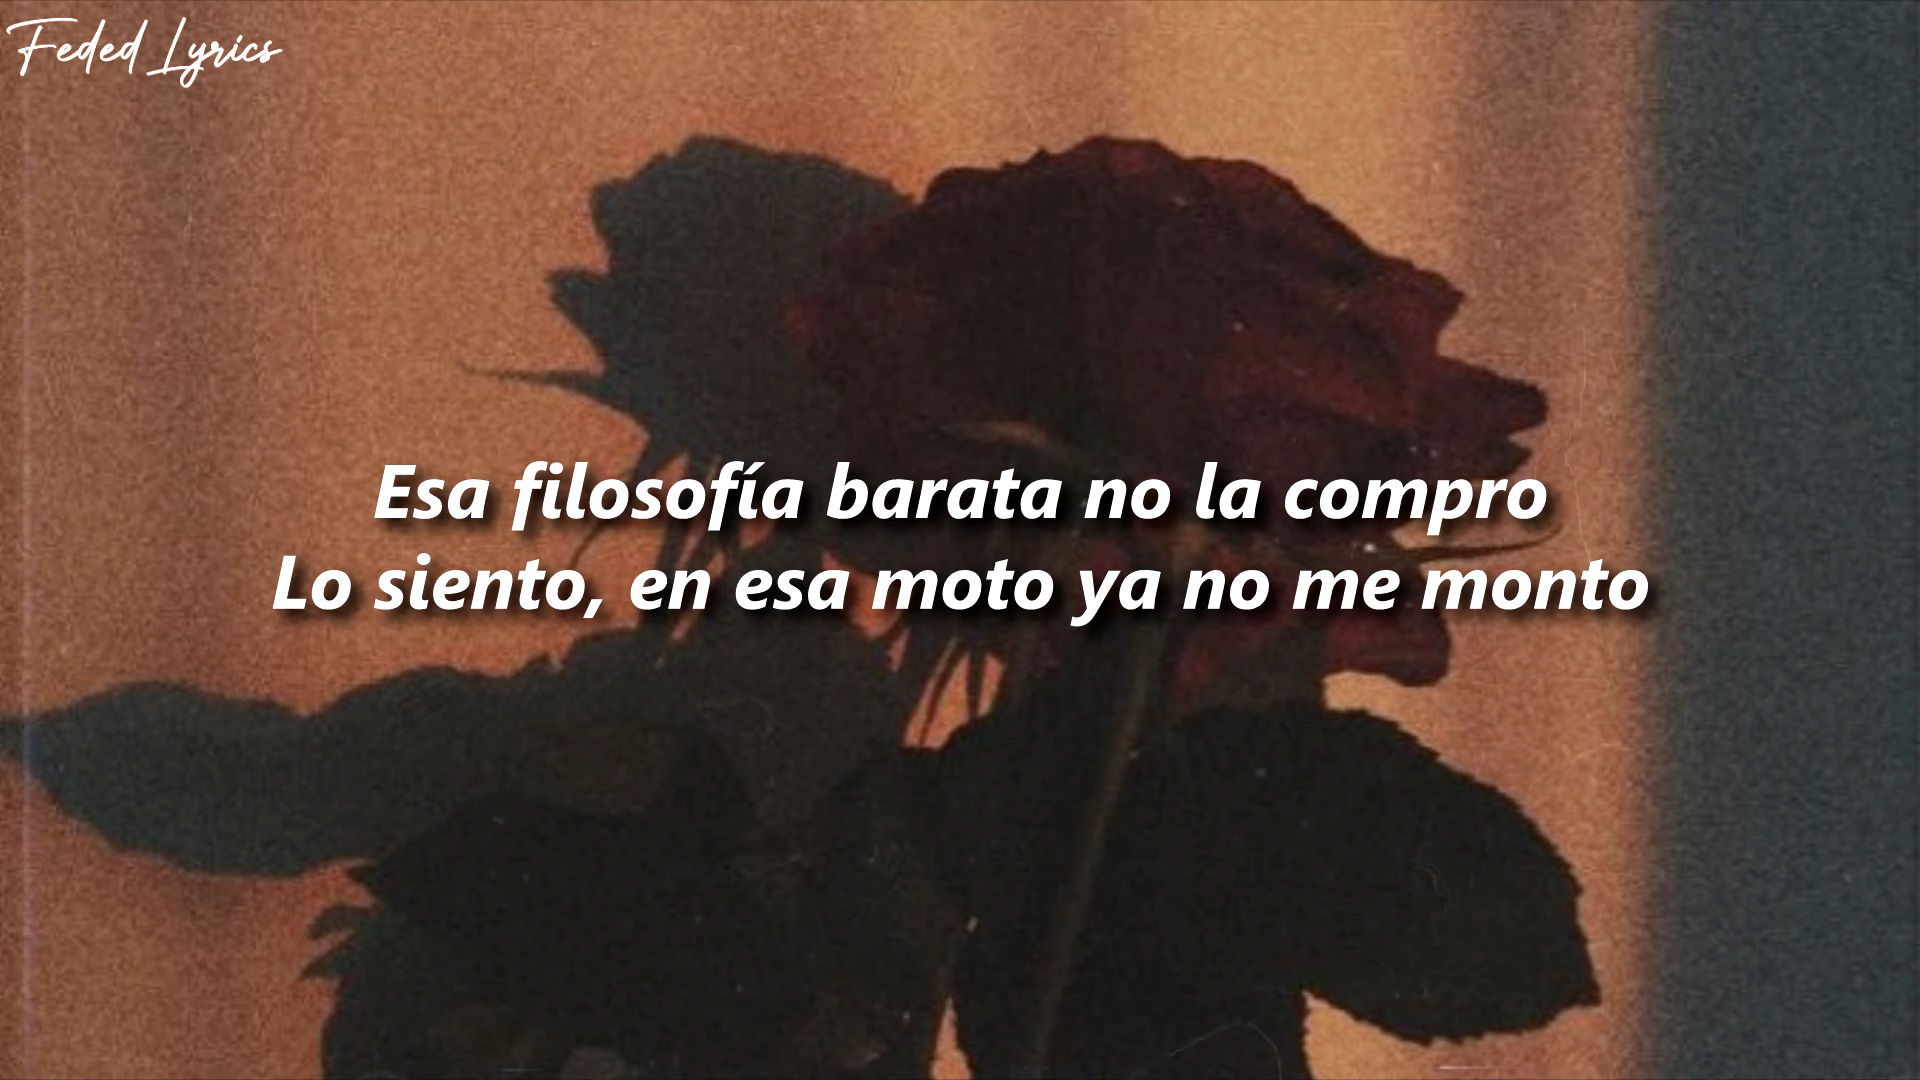 Feded Lyrics
Esa filosofía barata no la compro
Lo siento, en esa moto ya no me monto